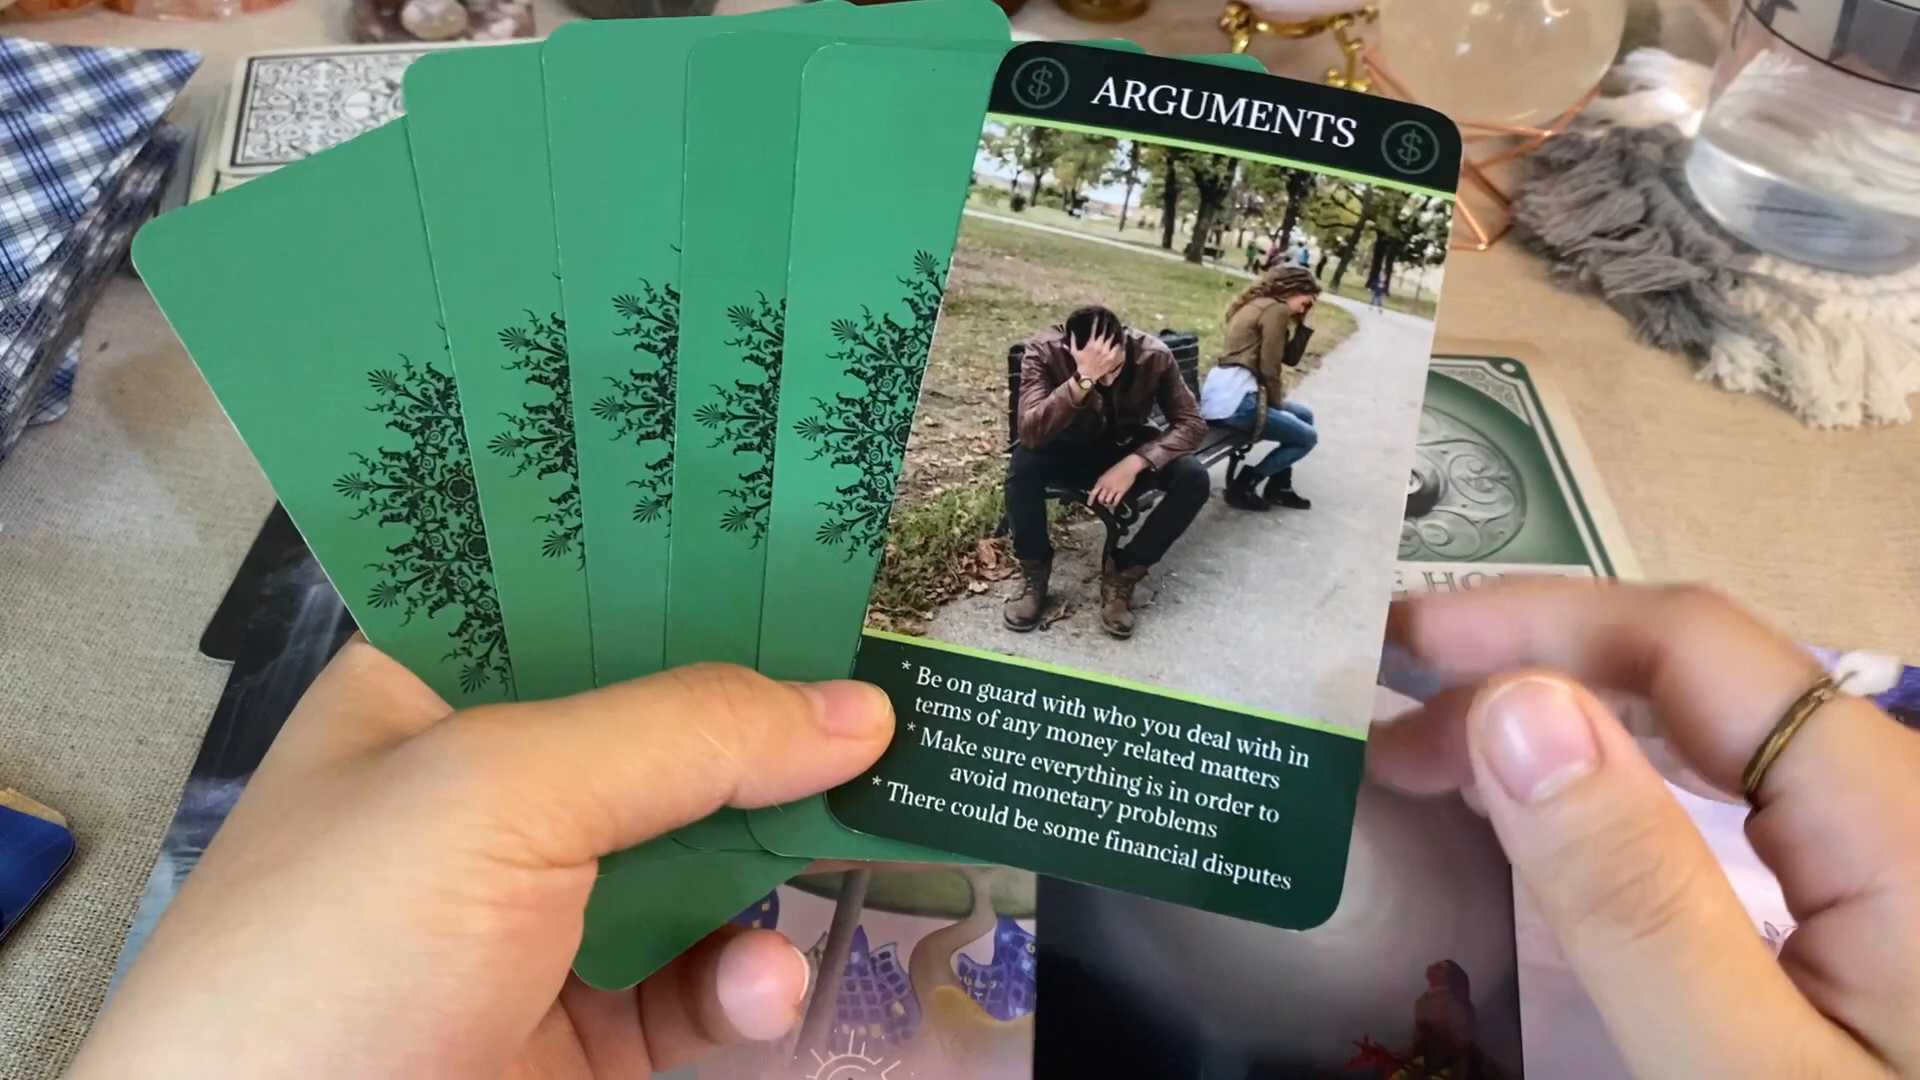 $ ARGUMENTS $
* Be on guard with who you deal with in
terms of any money related matters
* Make sure everything is in order to
avoid monetary problems
* There could be some financial disputes